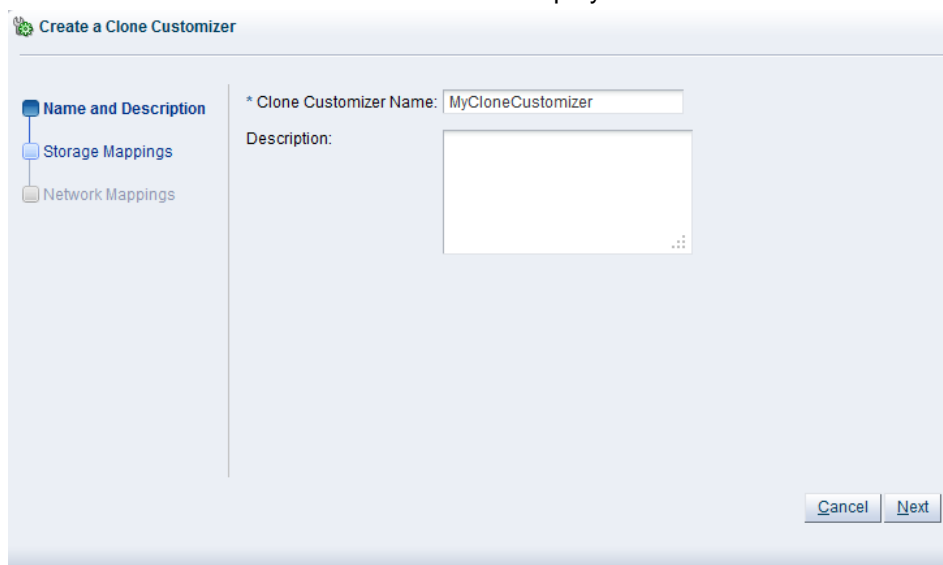 Create a Clone Customizer
Name and Description
Storage Mappings
Network Mappings
* Clone Customizer Name: MyCloneCustomizer
Description:
Cancel Next